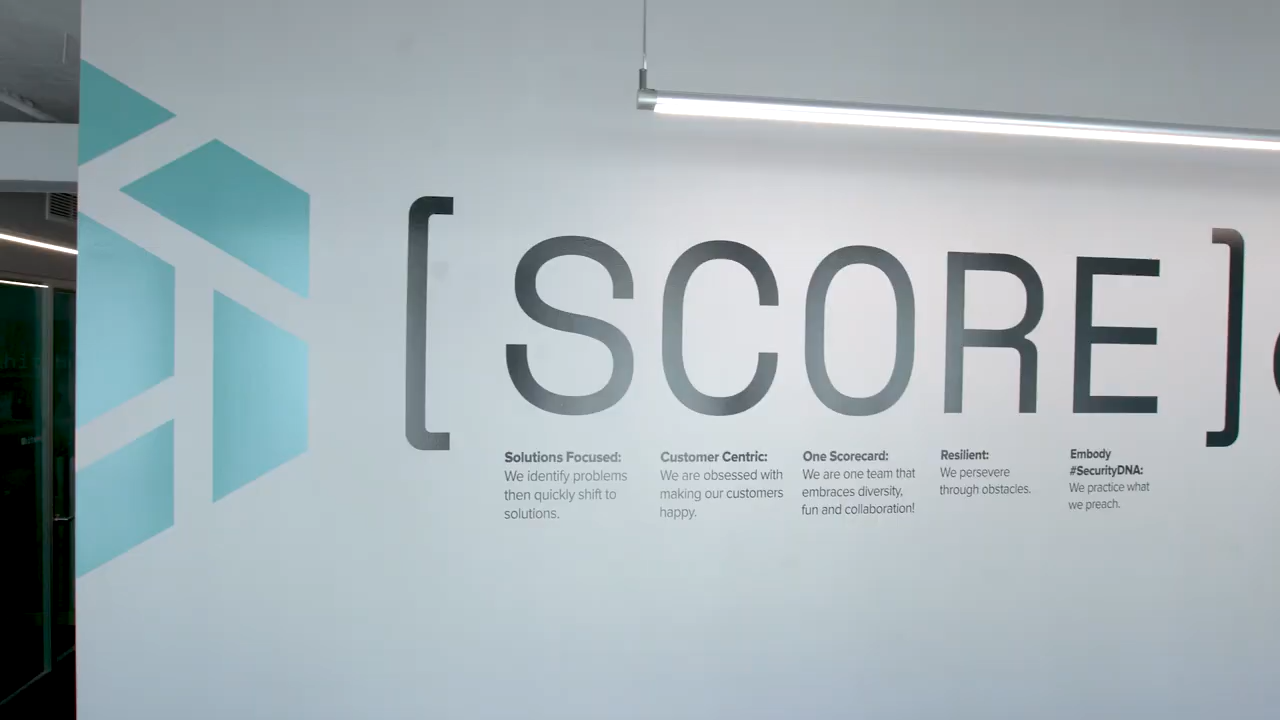 [SCORE]
Solutions Focused:
We identify problems
then quickly shift to
solutions.
Customer Centric:
We are obsessed with
making our customers
happy.
One Scorecard:
We are one team that
embraces diversity,
fun and collaboration!
Resilient:
We persevere
through obstacles.
Embody
#SecurityDNA:
We practice what
we preach.